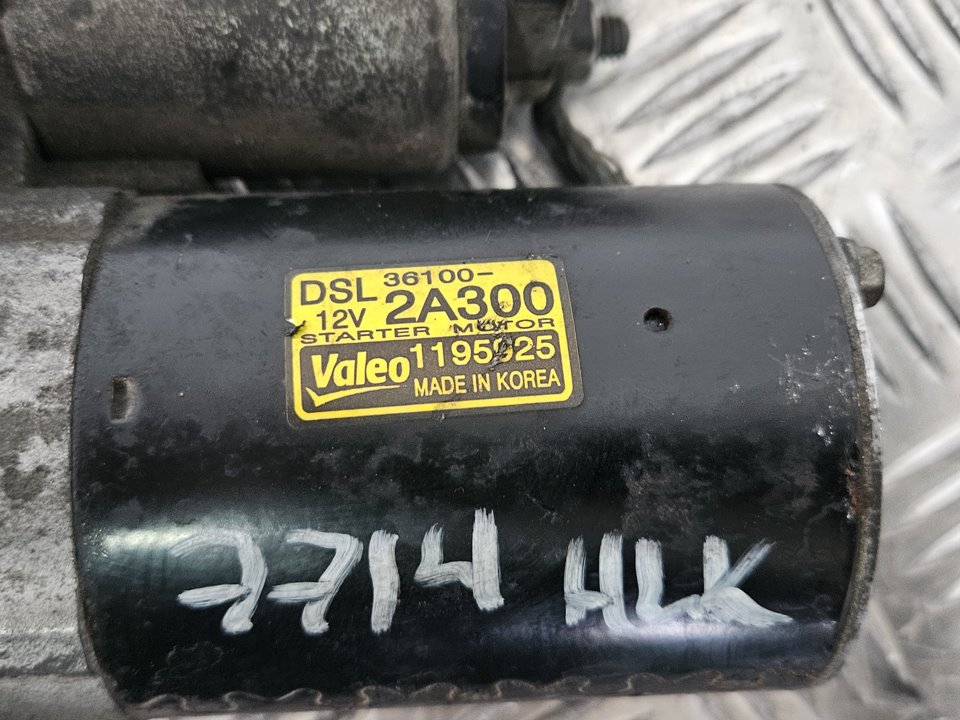 DSL 36100-
12V 2A300
STARTER MOTOR
Valeo 1195925
MADE IN KOREA
7714 HLK